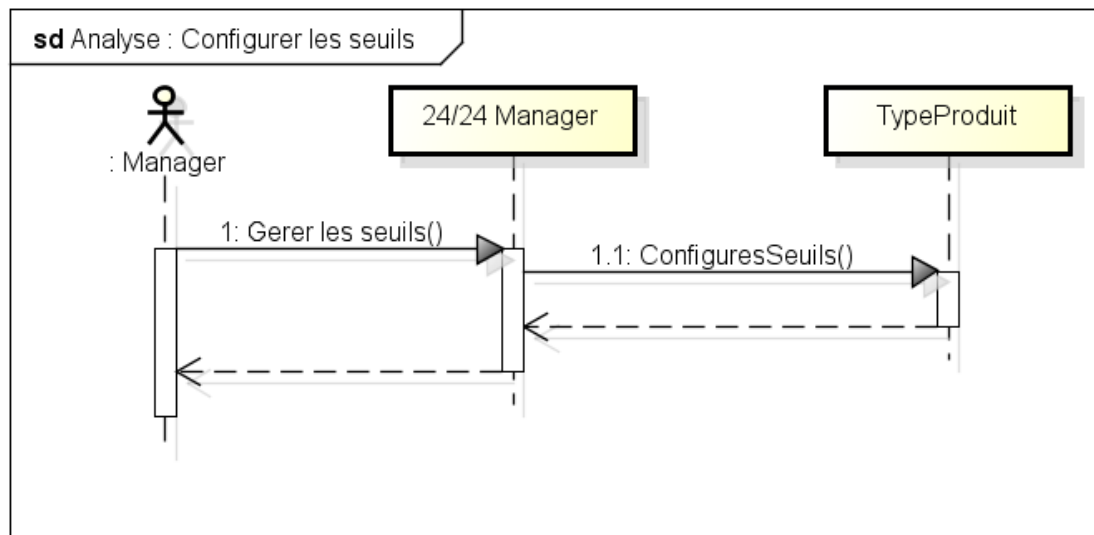 sd Analyse : Configurer les seuils
24/24 Manager
TypeProduit
: Manager
1: Gerer les seuils()
1.1: ConfiguresSeuils()